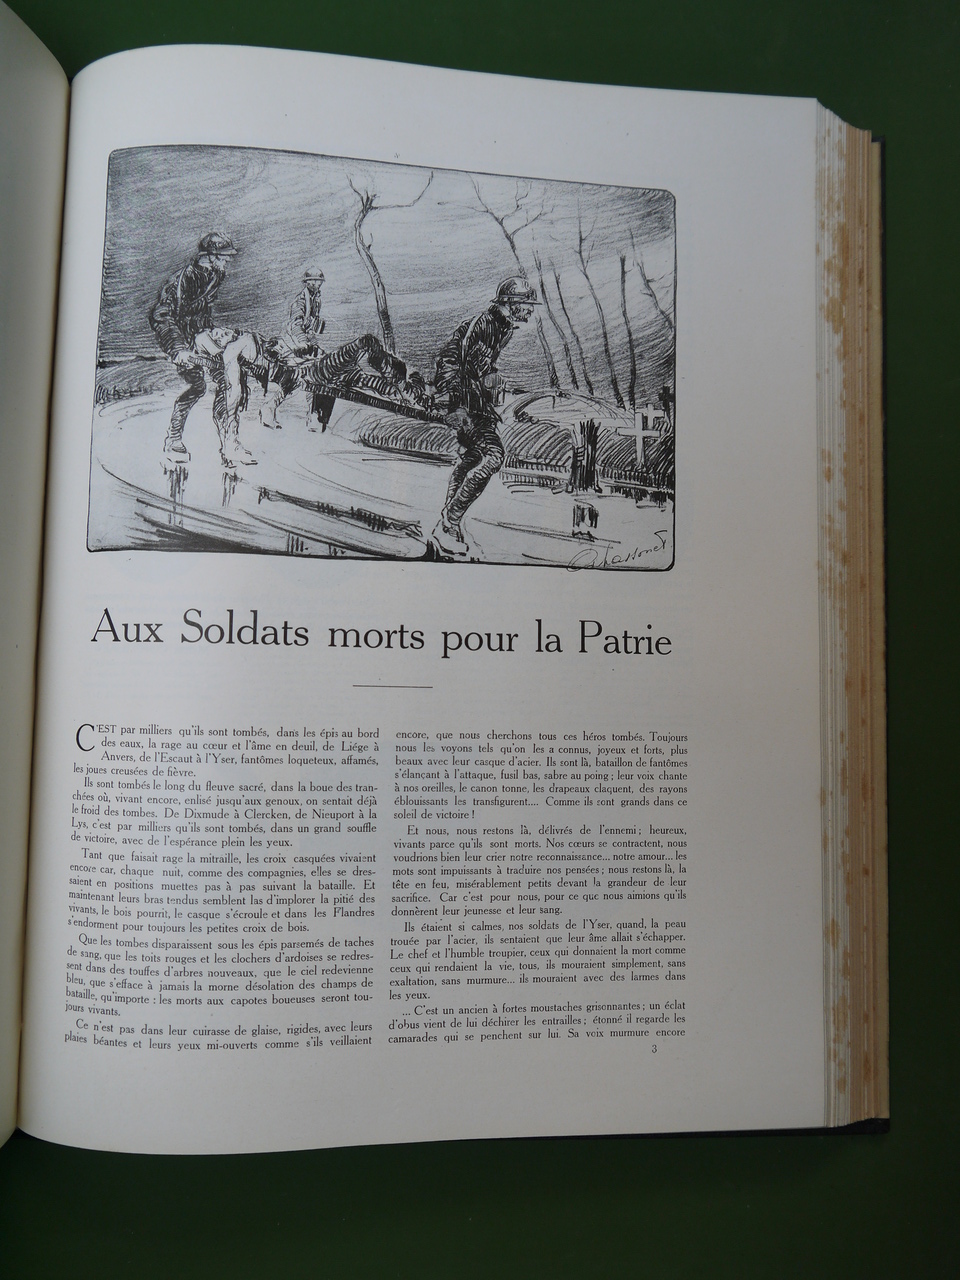 Aux Soldats morts pour la Patrie
C'EST par milliers qu'ils sont tombés, dans les épis au bord
des eaux, la rage au cœur et l'âme en deuil, de Liége à
Anvers, de l'Escaut à l'Yser, fantômes loqueteux, affamés,
les joues creusées de fièvre.
Ils sont tombés le long du fleuve sacré, dans la boue des tran-
chées où, vivant encore, enlisé jusqu'aux genoux, on sentait déjà
le froid des tombes. De Dixmude à Clercken, de Nieuport à la
Lys, c'est par milliers qu'ils sont tombés, dans un grand souffle
de victoire, avec de l'espérance plein les yeux.
Tant que faisait rage la mitraille, les croix casquées vivaient
encore car, chaque nuit, comme des compagnies, elles se dres-
saient en positions muettes pas à pas suivant la bataille. Et
maintenant leurs bras tendus semblent las d'implorer la pitié des
vivants, le bois pourrit, le casque s'écroule et dans les Flandres
s'endorment pour toujours les petites croix de bois.
Que les tombes disparaissent sous les épis parsemés de taches
de sang, que les toits rouges et les clochers d'ardoises se redres-
sent dans des touffes d'arbres nouveaux, que le ciel redevienne
bleu, que s'efface à jamais la morne désolation des champs de
bataille, qu'importe : les morts aux capotes boueuses seront tou-
jours vivants.
Ce n'est pas dans leur cuirasse de glaise, rigides, avec leurs
plaies béantes et leurs yeux mi-ouverts comme s'ils veillaient
encore, que nous cherchons tous ces héros tombés. Toujours
nous les voyons tels qu'on les a connus, joyeux et forts, plus
beaux avec leur casque d'acier. Ils sont là, bataillon de fantômes
s'élançant à l'attaque, fusil bas, sabre au poing ; leur voix chante
à nos oreilles, le canon tonne, les drapeaux claquent, des rayons
éblouissants les transfigurent.... Comme ils sont grands dans ce
soleil de victoire !
Et nous, nous restons là, délivrés de l'ennemi ; heureux,
vivants parce qu'ils sont morts. Nos cœurs se contractent, nous
voudrions bien leur crier notre reconnaissance... notre amour... les
mots sont impuissants à traduire nos pensées ; nous restons là, la
tête en feu, misérablement petits devant la grandeur de leur
sacrifice. Car c'est pour nous, pour ce que nous aimions qu'ils
donnèrent leur jeunesse et leur sang.
Ils étaient si calmes, nos soldats de l'Yser, quand, la peau
trouée par l'acier, ils sentaient que leur âme allait s'échapper.
Le chef et l'humble troupier, ceux qui donnaient la mort comme
ceux qui rendaient la vie, tous, ils mouraient simplement, sans
exaltation, sans murmure... ils mouraient avec des larmes dans
les yeux.
... C'est un ancien à fortes moustaches grisonnantes ; un éclat
d'obus vient de lui déchirer les entrailles ; étonné il regarde les
camarades qui se penchent sur lui. Sa voix murmure encore
3